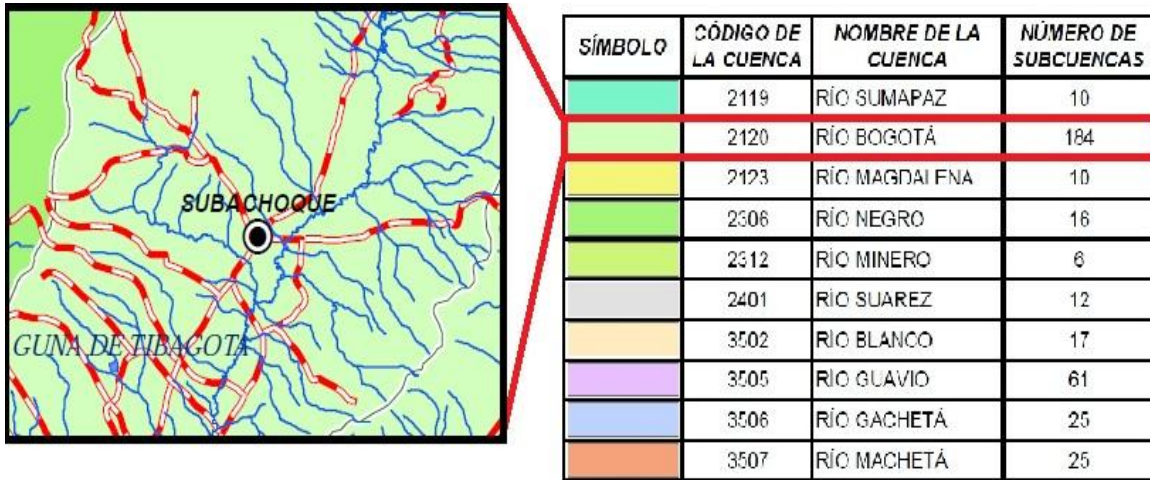 SUBACHOQUE
GUNA DE TIBAGOTÁ
SÍMBOLO CÓDIGO DE LA CUENCA NOMBRE DE LA CUENCA NÚMERO DE SUBCUENCAS
2119 RÍO SUMAPAZ 10
2120 RÍO BOGOTÁ 184
2123 RÍO MAGDALENA 10
2306 RÍO NEGRO 16
2312 RÍO MINERO 6
2401 RÍO SUAREZ 12
3502 RÍO BLANCO 17
3505 RÍO GUAVIO 61
3506 RÍO GACHETÁ 25
3507 RÍO MACHETÁ 25